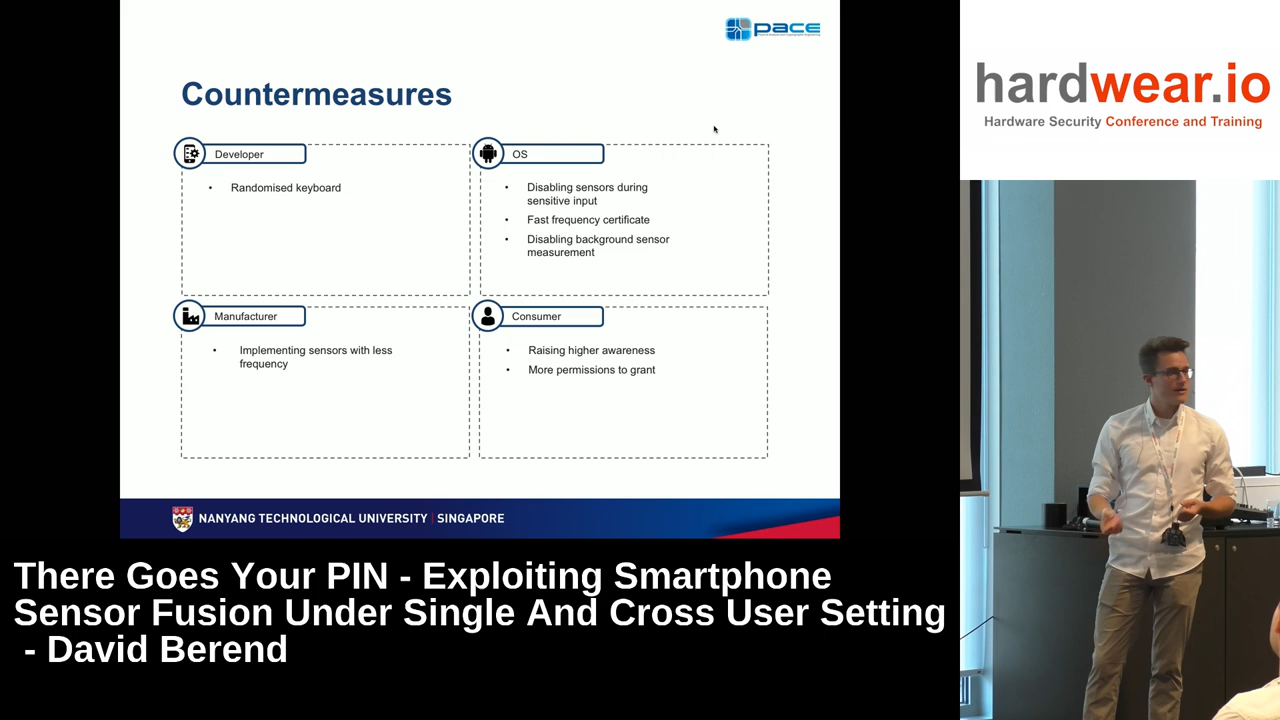 pace
Countermeasures
Developer
• Randomised keyboard
OS
• Disabling sensors during
sensitive input
• Fast frequency certificate
• Disabling background sensor
measurement
Manufacturer
• Implementing sensors with less
frequency
Consumer
• Raising higher awareness
• More permissions to grant
NANYANG TECHNOLOGICAL UNIVERSITY | SINGAPORE
There Goes Your PIN - Exploiting Smartphone
Sensor Fusion Under Single And Cross User Setting
- David Berend
hardwear.io
Hardware Security Conference and Training